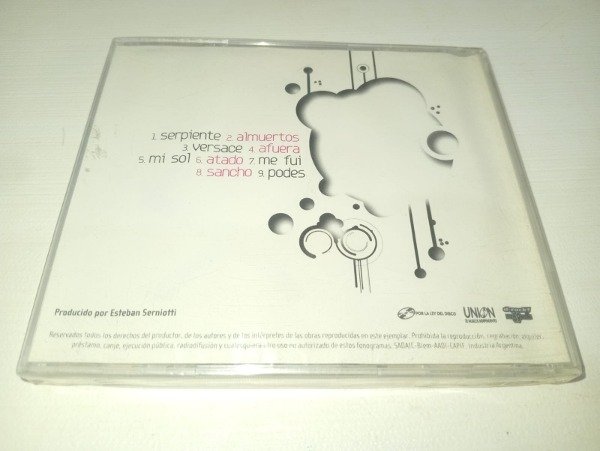 1. serpiente 2. almuertos
3. versace 4. afuera
5. mi sol 6. atado 7. me fui
8. sancho 9. podes
Producido por Esteban Serniotti
POR LA LEY DEL DISCO
UNION
Reservados todos los derechos del productor, de los autores y de los intérpretes de las obras reproducidas en este ejemplar. Prohibida la reproducción, regrabación, alquiler,
préstamo, canje, ejecución pública, radiodifusión y cualesquiera otro uso no autorizado de estos fonogramas. SADAIC-Biem-AADI-CAPIF. Industria Argentina.